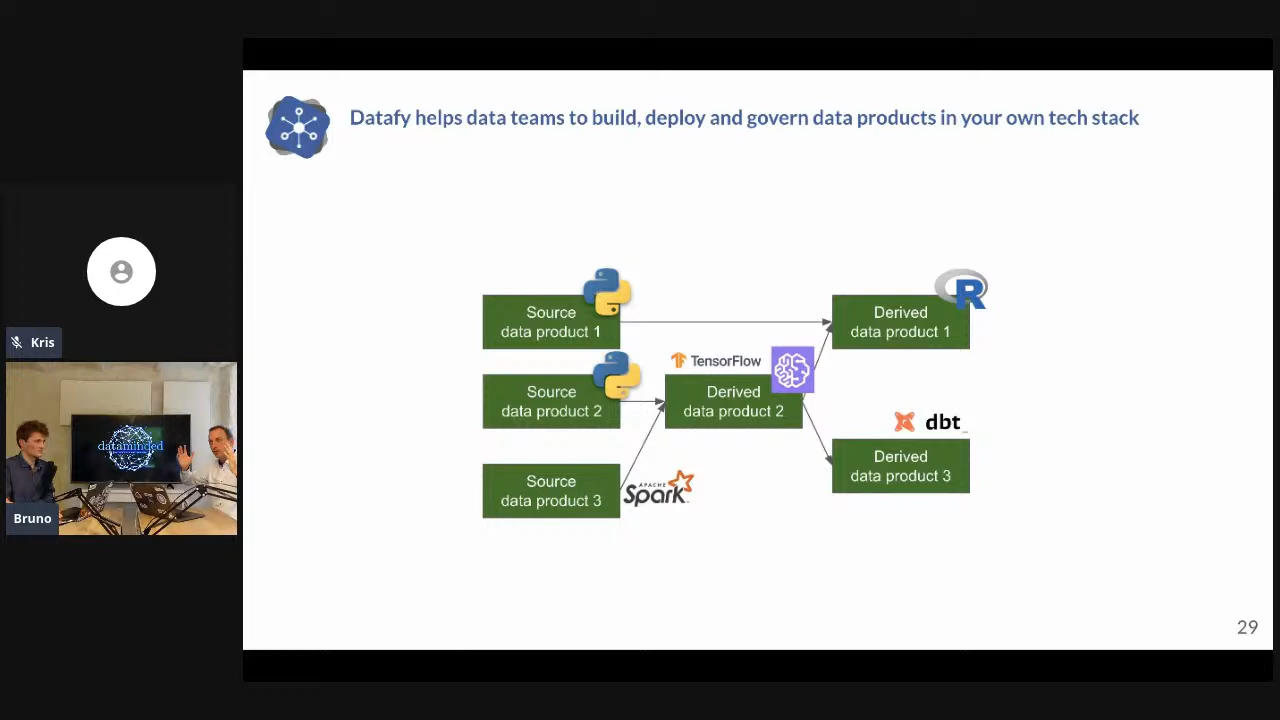 Datafy helps data teams to build, deploy and govern data products in your own tech stack
Source
data product 1
Derived
data product 1
TensorFlow
Source
data product 2
Derived
data product 2
dbt_
Source
data product 3
APACHE
Spark
Derived
data product 3
R
Kris
dataminded
Bruno
29